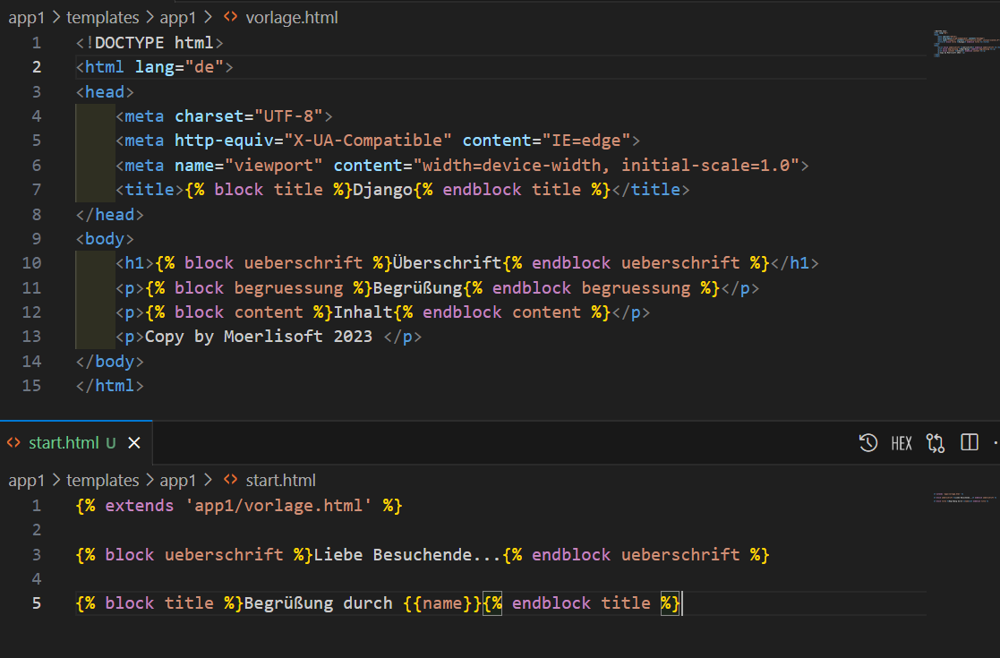 app1 > templates > app1 > <> vorlage.html
1 <!DOCTYPE html>
2 <html lang="de">
3 <head>
4     <meta charset="UTF-8">
5     <meta http-equiv="X-UA-Compatible" content="IE=edge">
6     <meta name="viewport" content="width=device-width, initial-scale=1.0">
7     <title>{% block title %}Django{% endblock title %}</title>
8 </head>
9 <body>
10     <h1>{% block ueberschrift %}Überschrift{% endblock ueberschrift %}</h1>
11     <p>{% block begruessung %}Begrüßung{% endblock begruessung %}</p>
12     <p>{% block content %}Inhalt{% endblock content %}</p>
13     <p>Copy by Moerlisoft 2023 </p>
14 </body>
15 </html>
<> start.html U × HEX
app1 > templates > app1 > <> start.html
1 {% extends 'app1/vorlage.html' %}
2
3 {% block ueberschrift %}Liebe Besuchende...{% endblock ueberschrift %}
4
5 {% block title %}Begrüßung durch {{name}}{% endblock title %}